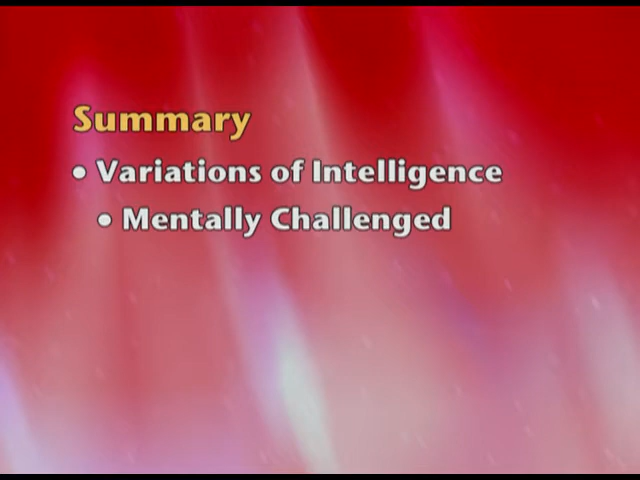 Summary
• Variations of Intelligence
• Mentally Challenged